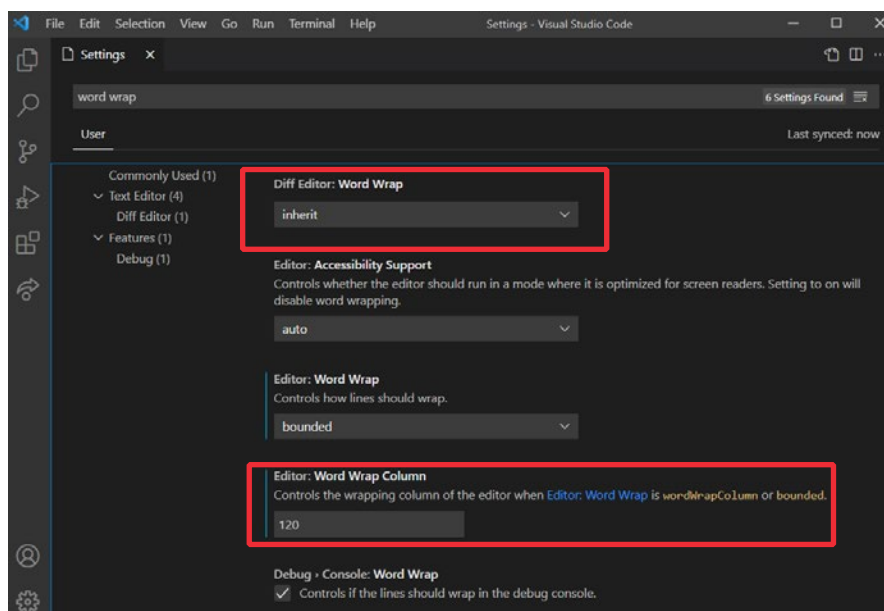 File Edit Selection View Go Run Terminal Help Settings - Visual Studio Code
Settings
word wrap 6 Settings Found
User Last synced: now
Commonly Used (1)
Text Editor (4)
Diff Editor (1)
Features (1)
Debug (1)
Diff Editor: Word Wrap
inherit
Editor: Accessibility Support
Controls whether the editor should run in a mode where it is optimized for screen readers. Setting to on will
disable word wrapping.
auto
Editor: Word Wrap
Controls how lines should wrap.
bounded
Editor: Word Wrap Column
Controls the wrapping column of the editor when Editor: Word Wrap is wordWrapColumn or bounded.
120
Debug › Console: Word Wrap
Controls if the lines should wrap in the debug console.